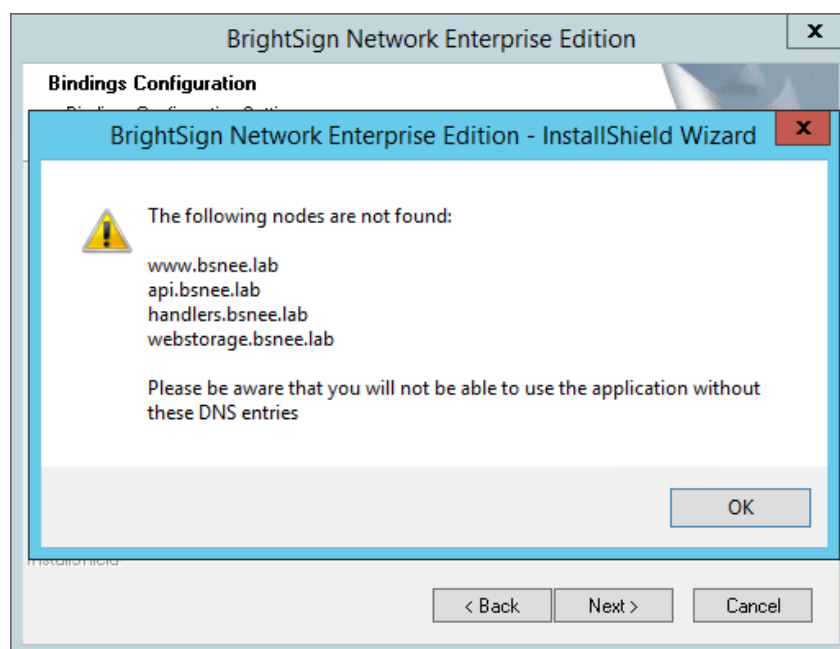 BrightSign Network Enterprise Edition
x
Bindings Configuration
BrightSign Network Enterprise Edition - InstallShield Wizard
x
The following nodes are not found:
www.bsnee.lab
api.bsnee.lab
handlers.bsnee.lab
webstorage.bsnee.lab
Please be aware that you will not be able to use the application without
these DNS entries
OK
InstallShield
< Back
Next >
Cancel